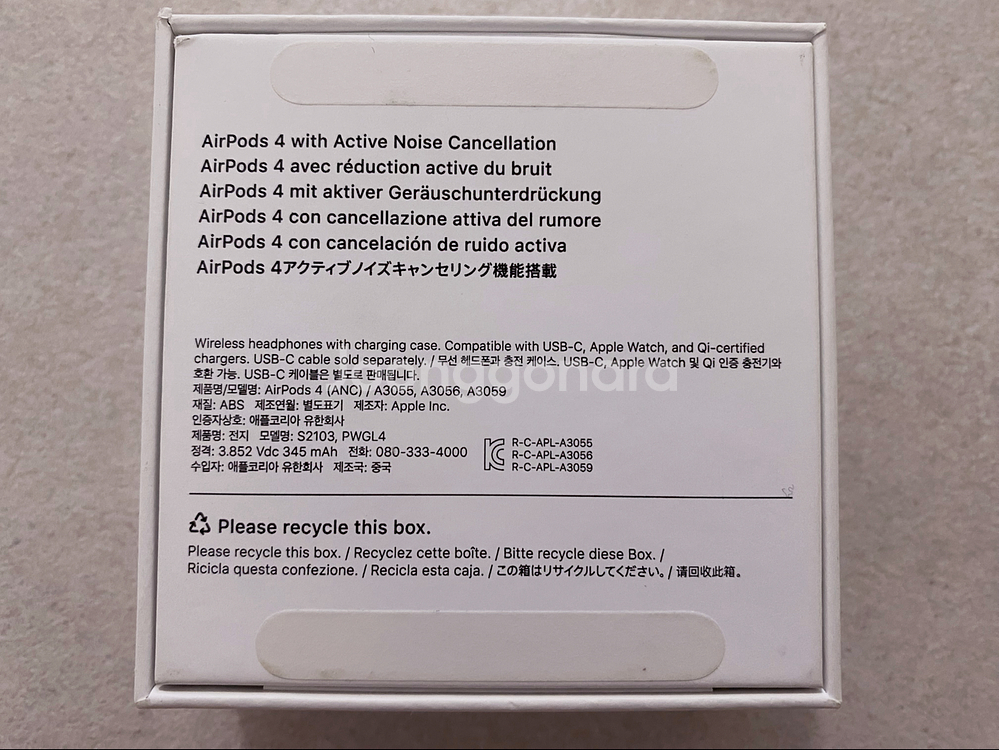 AirPods 4 with Active Noise Cancellation
AirPods 4 avec réduction active du bruit
AirPods 4 mit aktiver Geräuschunterdrückung
AirPods 4 con cancellazione attiva del rumore
AirPods 4 con cancelación de ruido activa
AirPods 4アクティブノイズキャンセリング機能搭載
Wireless headphones with charging case. Compatible with USB-C, Apple Watch, and Qi-certified
chargers. USB-C cable sold separately. / 무선 헤드폰과 충전 케이스. USB-C, Apple Watch 및 Qi 인증 충전기와
호환 가능. USB-C 케이블은 별도로 판매됩니다.
제품명/모델명: AirPods 4 (ANC) / A3055, A3056, A3059
재질: ABS 제조연월: 별도표기 제조자: Apple Inc.
인증자상호: 애플코리아 유한회사
제품명: 전지 모델명: S2103, PWGL4
정격: 3.852 Vdc 345 mAh 전화: 080-333-4000
수입자: 애플코리아 유한회사 제조국: 중국
R-C-APL-A3055
R-C-APL-A3056
R-C-APL-A3059
Please recycle this box.
Please recycle this box. / Recyclez cette boîte. / Bitte recycle diese Box. /
Ricicla questa confezione. / Recicla esta caja. / この箱はリサイクルしてください。/ 请回收此箱。